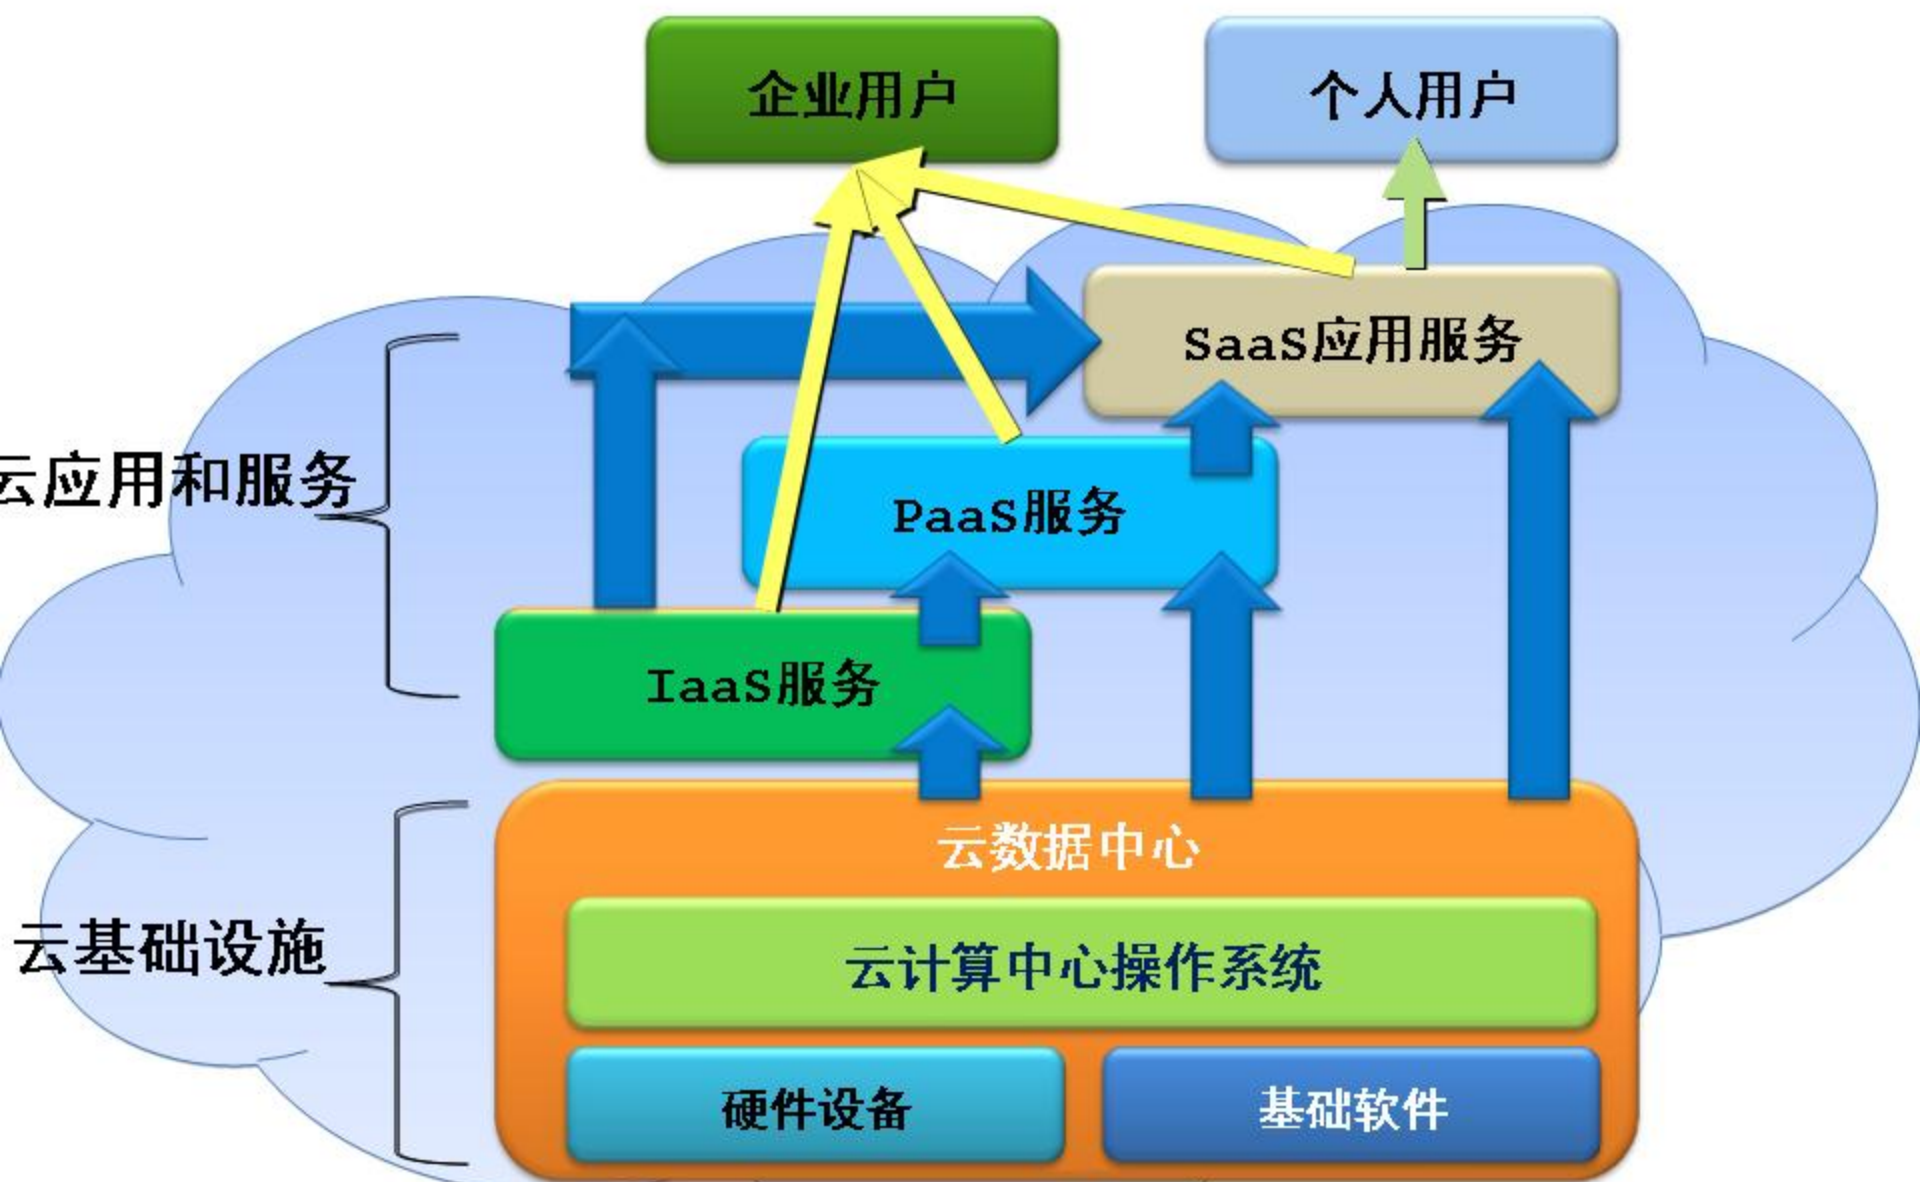 企业用户
个人用户
SaaS应用服务
云应用和服务
PaaS服务
IaaS服务
云数据中心
云基础设施
云计算中心操作系统
硬件设备
基础软件